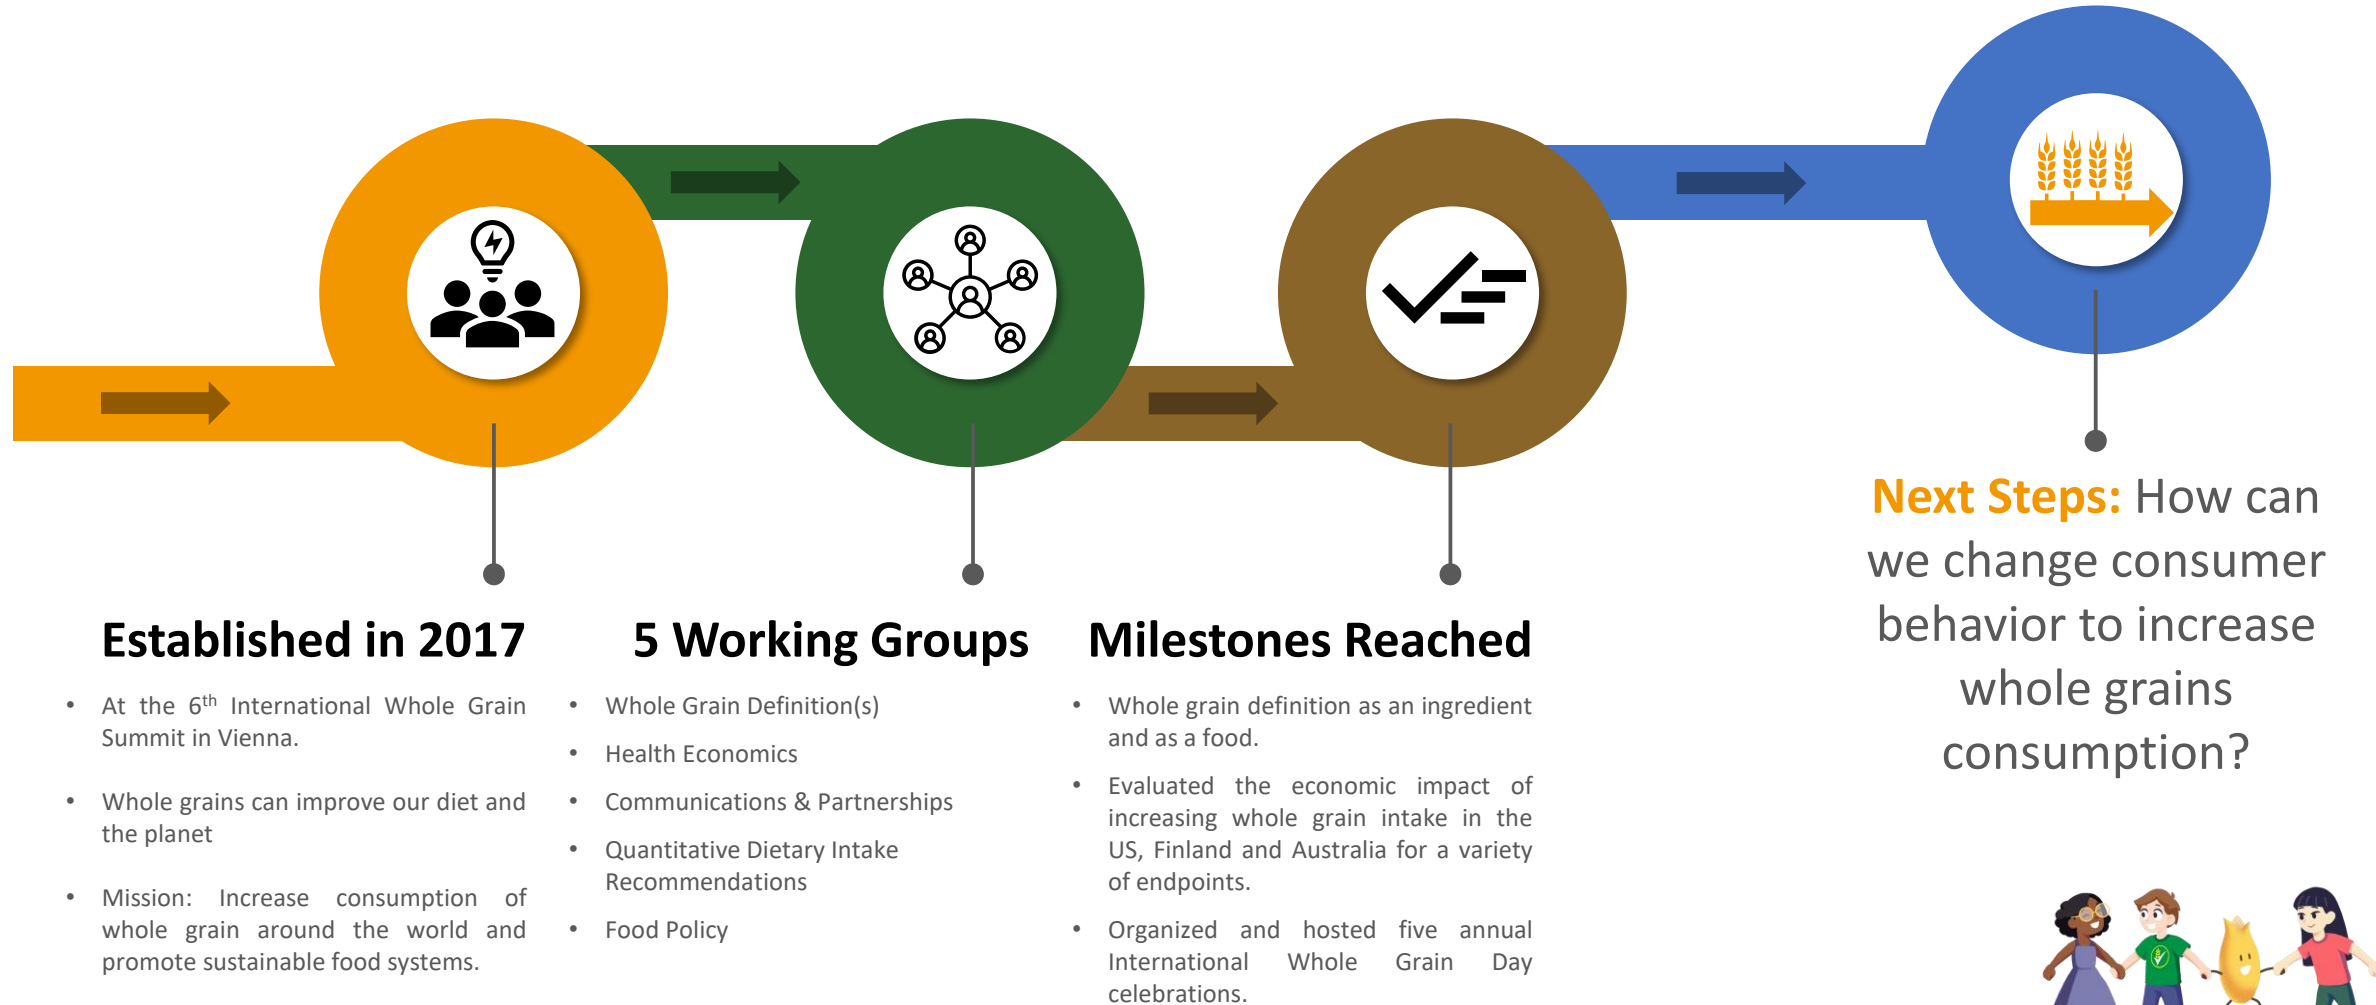 Established in 2017
• At the 6th International Whole Grain
Summit in Vienna.
• Whole grains can improve our diet and
the planet
• Mission: Increase consumption of
whole grain around the world and
promote sustainable food systems.
5 Working Groups
• Whole Grain Definition(s)
• Health Economics
• Communications & Partnerships
• Quantitative Dietary Intake
Recommendations
• Food Policy
Milestones Reached
• Whole grain definition as an ingredient
and as a food.
• Evaluated the economic impact of
increasing whole grain intake in the
US, Finland and Australia for a variety
of endpoints.
• Organized and hosted five annual
International Whole Grain Day
celebrations.
Next Steps: How can
we change consumer
behavior to increase
whole grains
consumption?